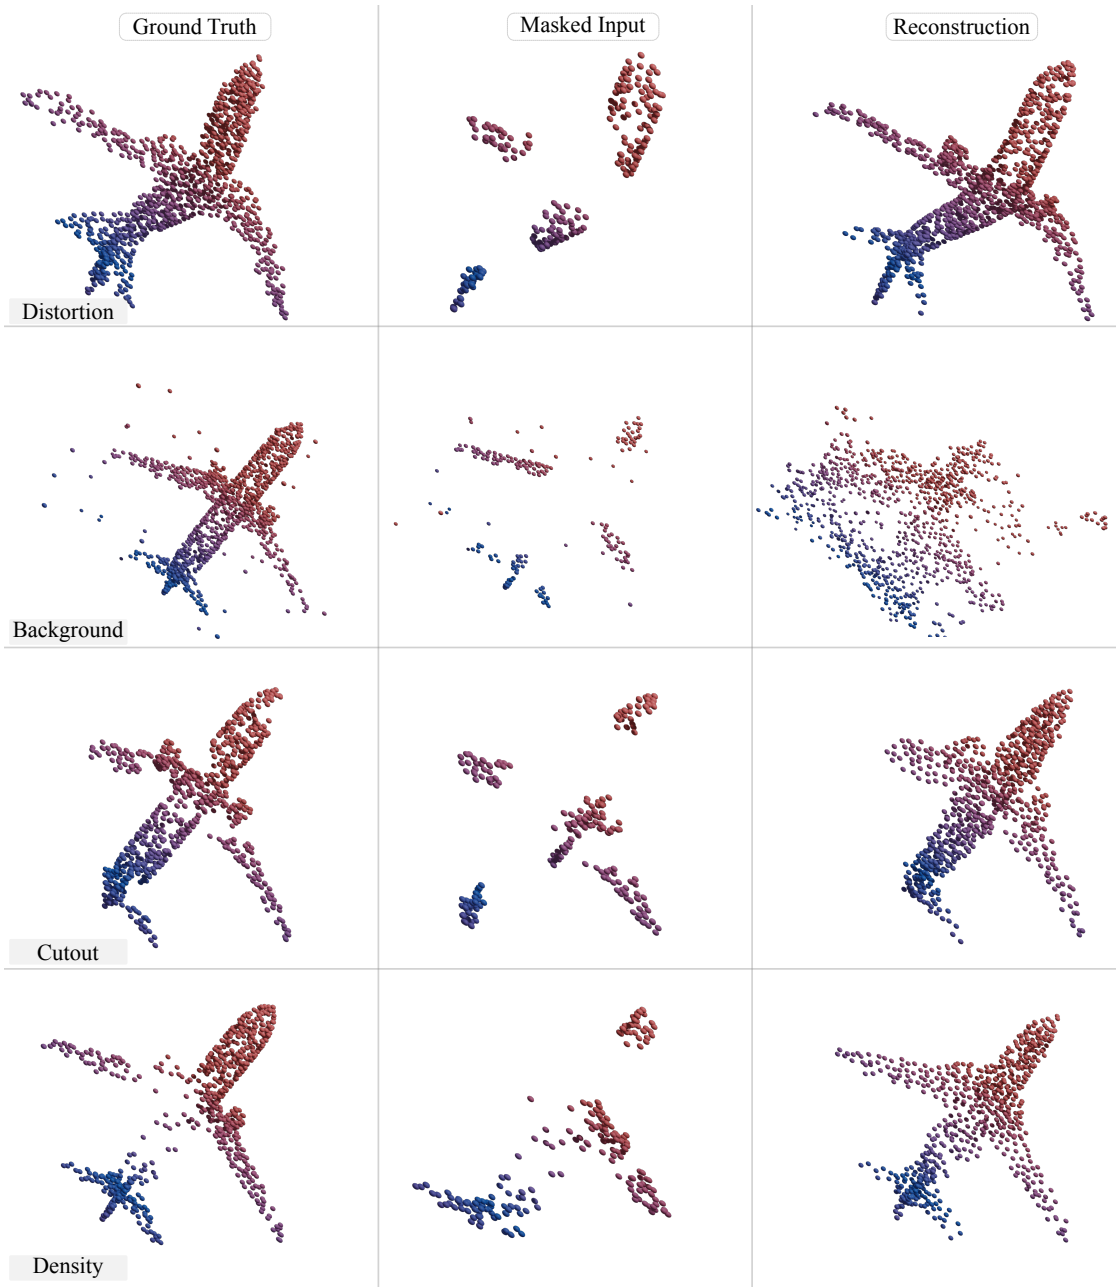 Ground Truth
Masked Input
Reconstruction
Distortion
Background
Cutout
Density